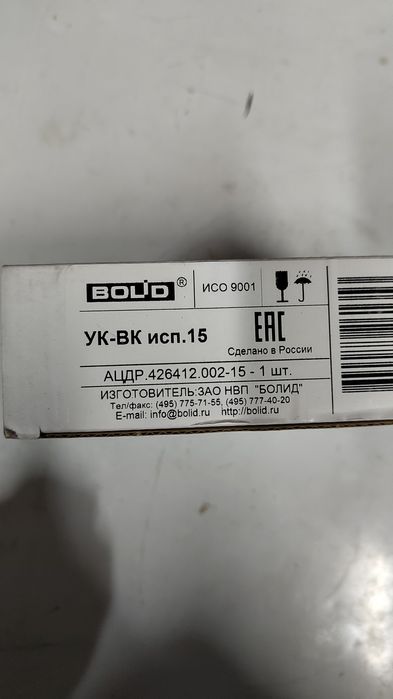 BOLID® ИСО 9001
УК-ВК исп.15 EAC
Сделано в России
АЦДР.426412.002-15 - 1 шт.
ИЗГОТОВИТЕЛЬ:ЗАО НВП "БОЛИД"
Тел/факс: (495) 775-71-55, (495) 777-40-20
E-mail: info@bolid.ru http://bolid.ru